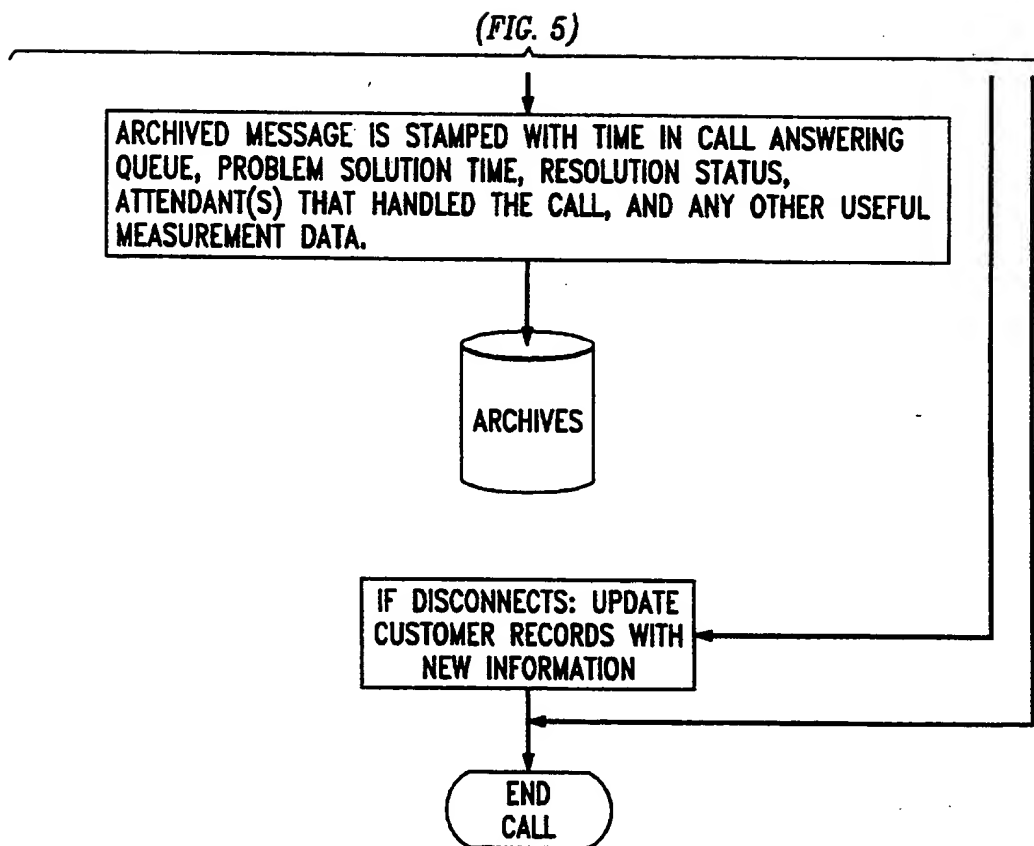 (FIG. 5)
ARCHIVED MESSAGE IS STAMPED WITH TIME IN CALL ANSWERING
QUEUE, PROBLEM SOLUTION TIME, RESOLUTION STATUS,
ATTENDANT(S) THAT HANDLED THE CALL, AND ANY OTHER USEFUL
MEASUREMENT DATA.
ARCHIVES
IF DISCONNECTS: UPDATE
CUSTOMER RECORDS WITH
NEW INFORMATION
END
CALL